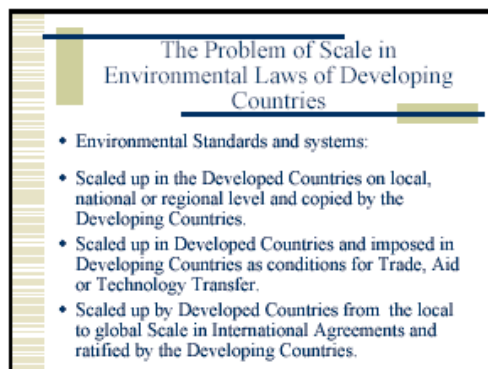 The Problem of Scale in
Environmental Laws of Developing
Countries
• Environmental Standards and systems:
• Scaled up in the Developed Countries on local,
national or regional level and copied by the
Developing Countries.
• Scaled up in Developed Countries and imposed in
Developing Countries as conditions for Trade, Aid
or Technology Transfer.
• Scaled up by Developed Countries from the local
to global Scale in International Agreements and
ratified by the Developing Countries.